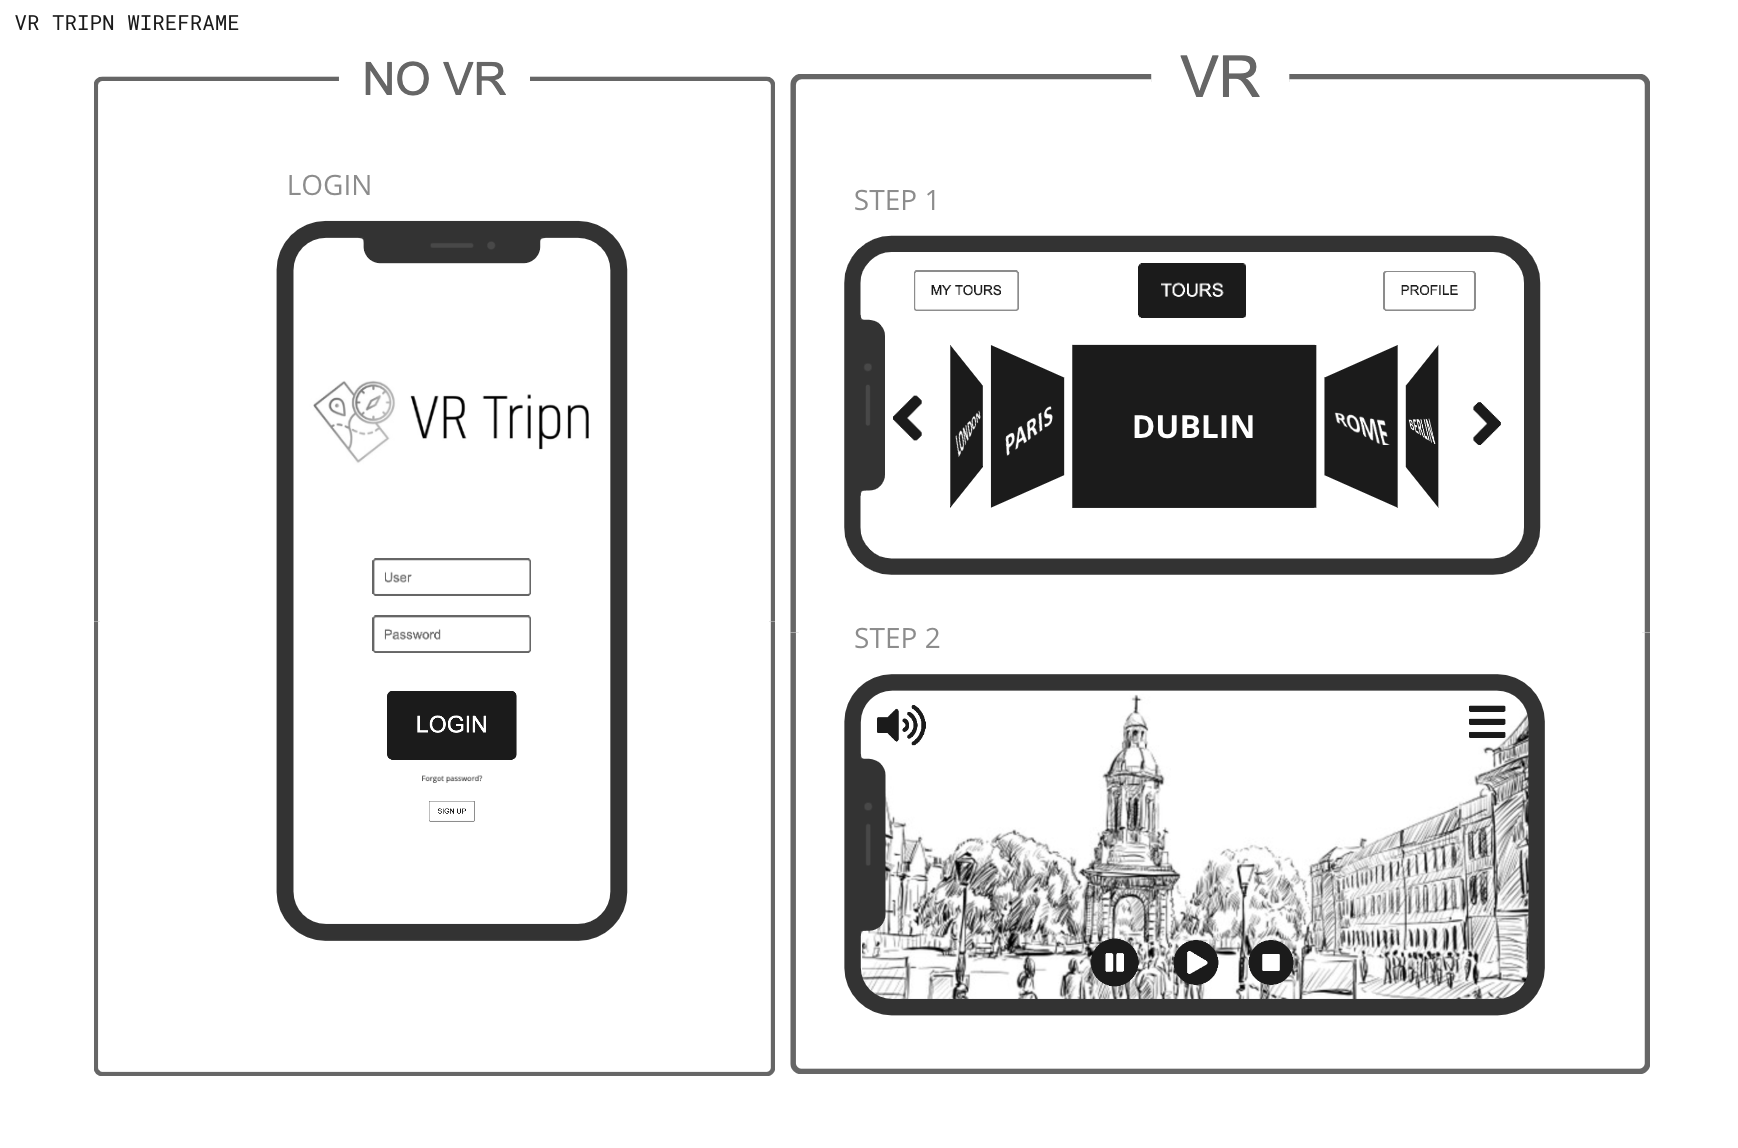 VR TRIPN WIREFRAME
NO VR
LOGIN
VR Tripn
User
Password
LOGIN
Forgot password?
SIGN UP
VR
STEP 1
MY TOURS
TOURS
PROFILE
LONDON
PARIS
DUBLIN
ROME
BERLIN
STEP 2